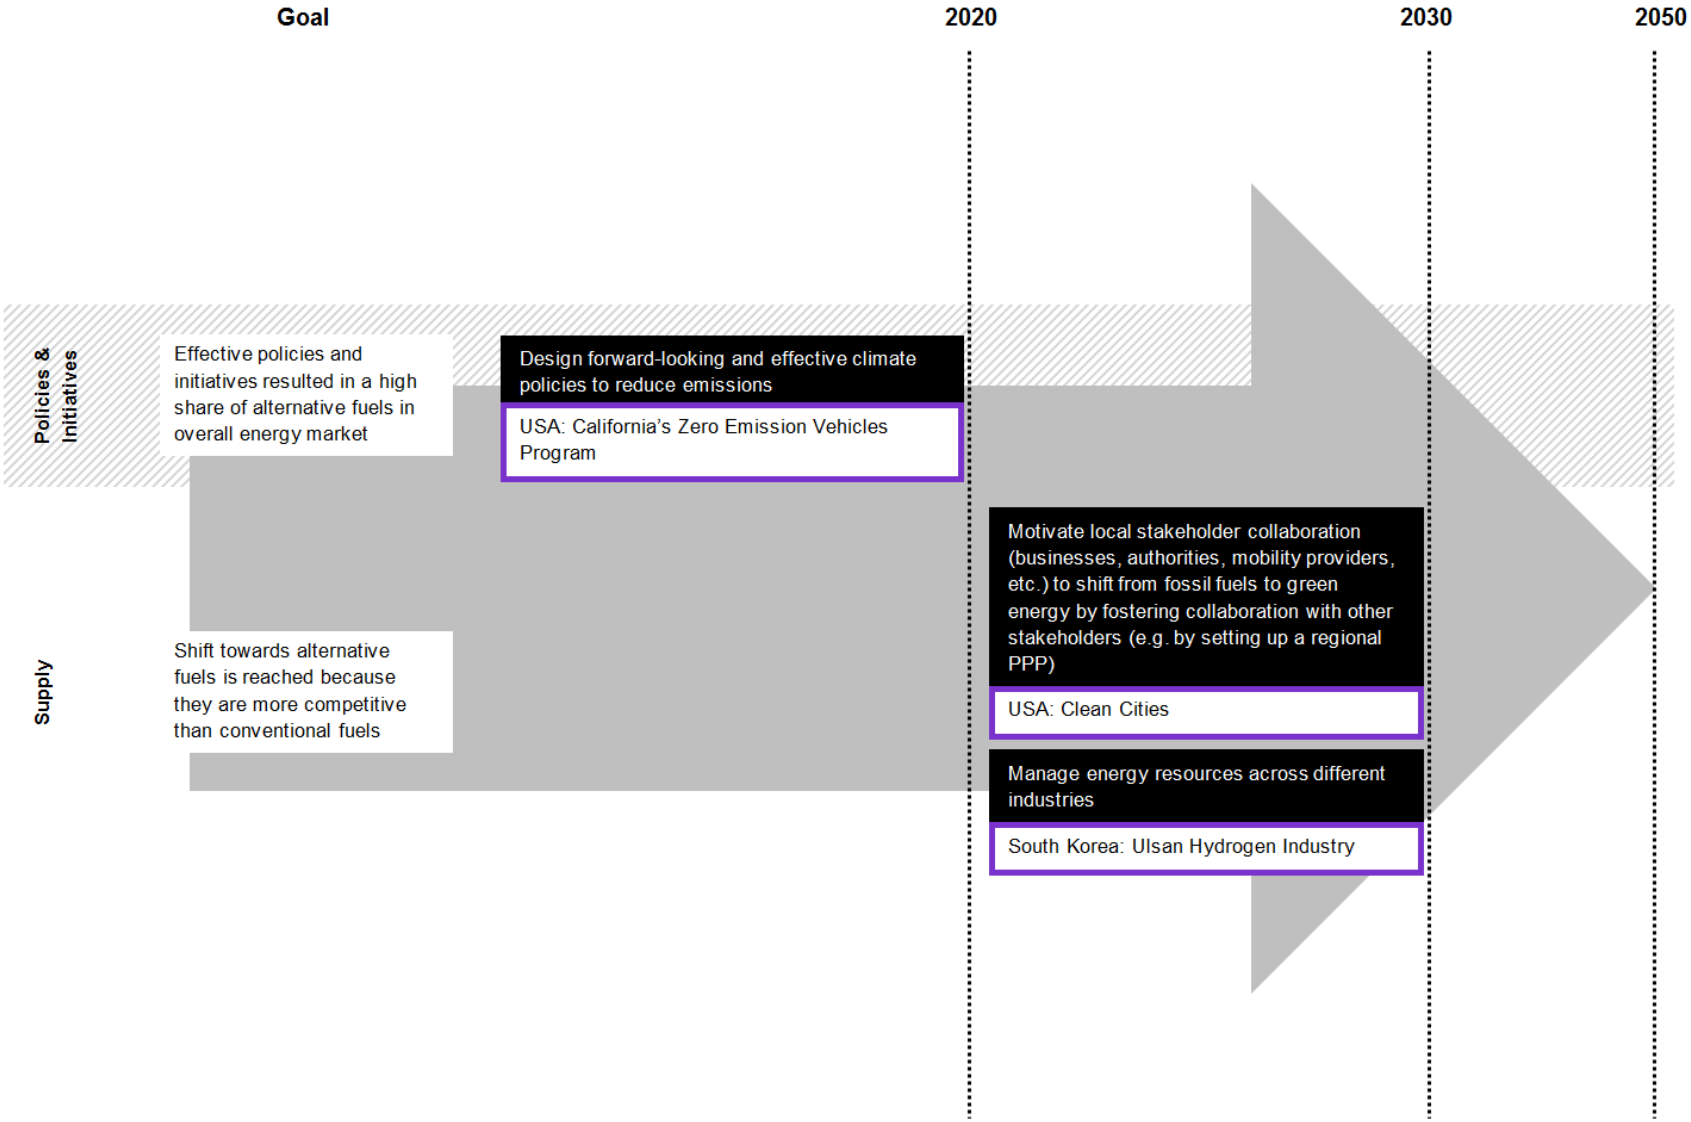 Goal
2020
2030
2050
Policies &
Initiatives
Effective policies and
initiatives resulted in a high
share of alternative fuels in
overall energy market
Design forward-looking and effective climate
policies to reduce emissions
USA: California’s Zero Emission Vehicles
Program
Supply
Shift towards alternative
fuels is reached because
they are more competitive
than conventional fuels
Motivate local stakeholder collaboration
(businesses, authorities, mobility providers,
etc.) to shift from fossil fuels to green
energy by fostering collaboration with other
stakeholders (e.g. by setting up a regional
PPP)
USA: Clean Cities
Manage energy resources across different
industries
South Korea: Ulsan Hydrogen Industry